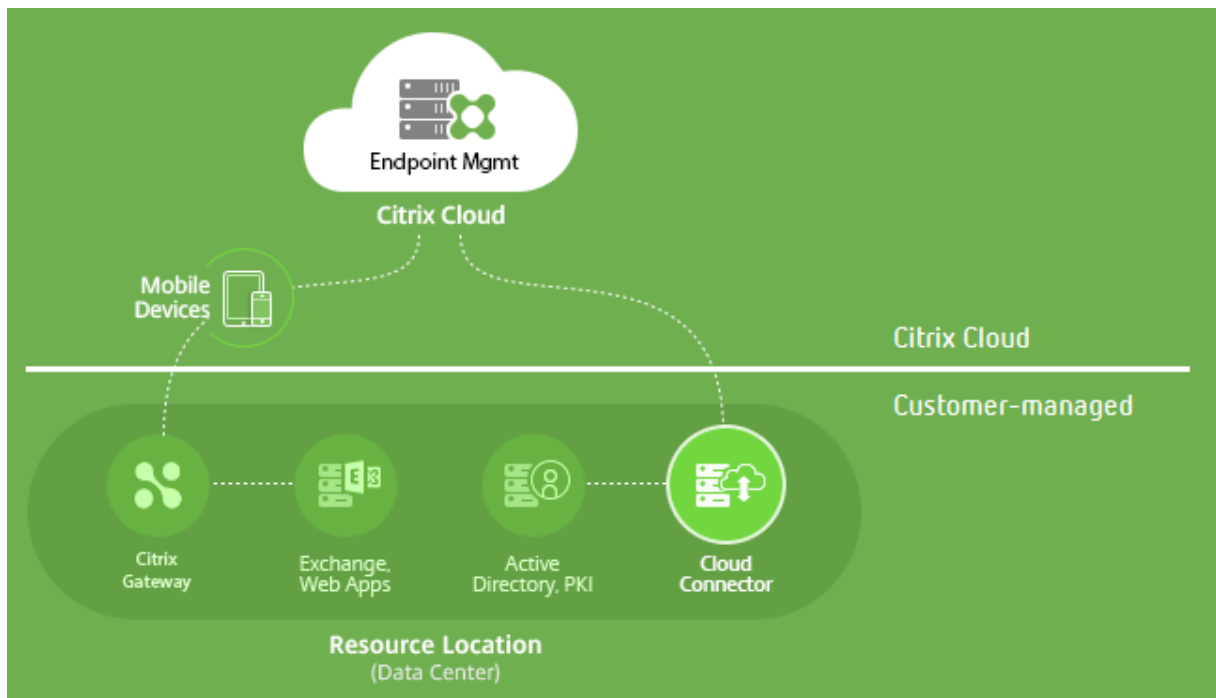 Endpoint Mgmt
Citrix Cloud
Mobile
Devices
Citrix Cloud
Customer-managed
E
Citrix
Gateway
Exchange,
Web Apps
Active
Directory, PKI
Cloud
Connector
Resource Location
(Data Center)